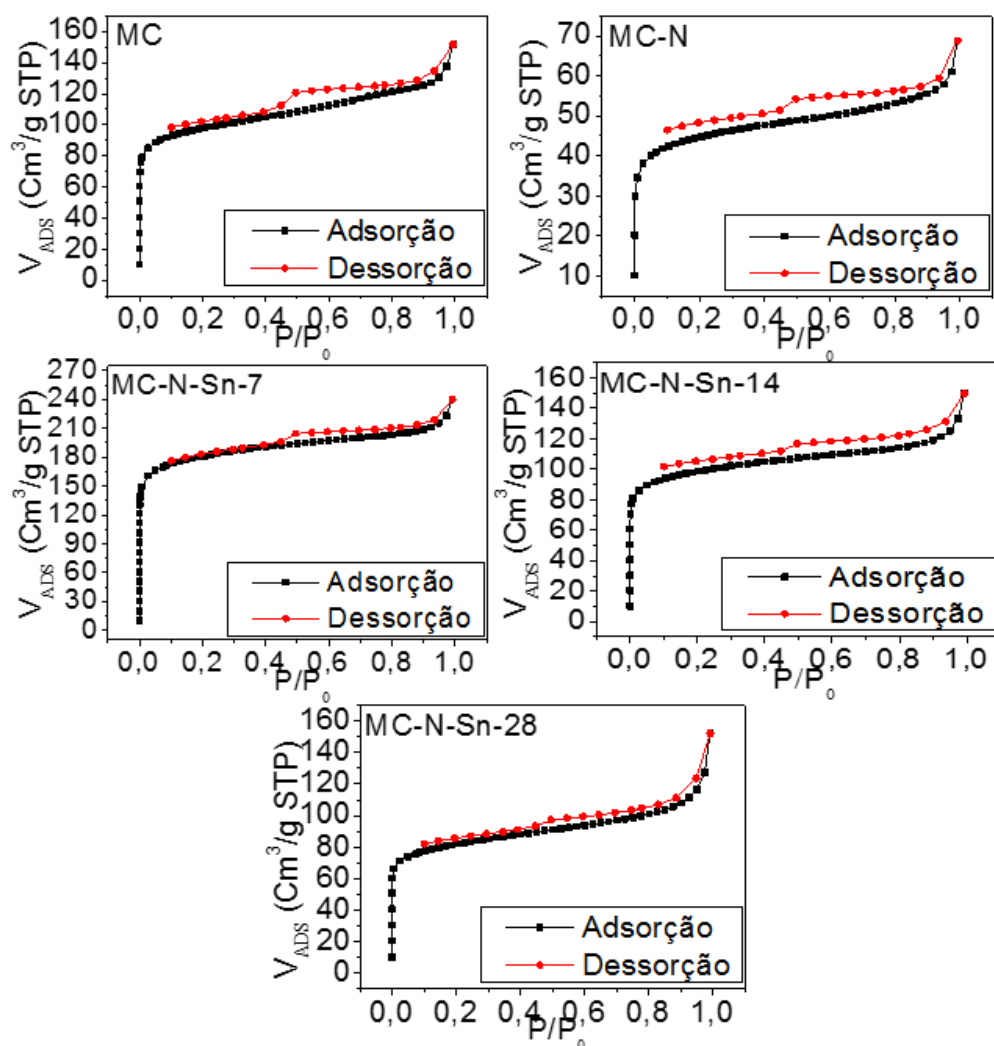 MC
V_ADS (Cm³/g STP)
160
140
120
100
80
60
40
20
0
Adsorção
Dessorção
0,0 0,2 0,4 0,6 0,8 1,0
P/P₀
MC-N
V_ADS (Cm³/g STP)
70
60
50
40
30
20
10
Adsorção
Dessorção
0,0 0,2 0,4 0,6 0,8 1,0
P/P₀
MC-N-Sn-7
V_ADS (Cm³/g STP)
270
240
210
180
150
120
90
60
30
0
Adsorção
Dessorção
0,0 0,2 0,4 0,6 0,8 1,0
P/P₀
MC-N-Sn-14
V_ADS (Cm³/g STP)
160
140
120
100
80
60
40
20
0
Adsorção
Dessorção
0,0 0,2 0,4 0,6 0,8 1,0
P/P₀
MC-N-Sn-28
V_ADS (Cm³/g STP)
160
140
120
100
80
60
40
20
0
Adsorção
Dessorção
0,0 0,2 0,4 0,6 0,8 1,0
P/P₀